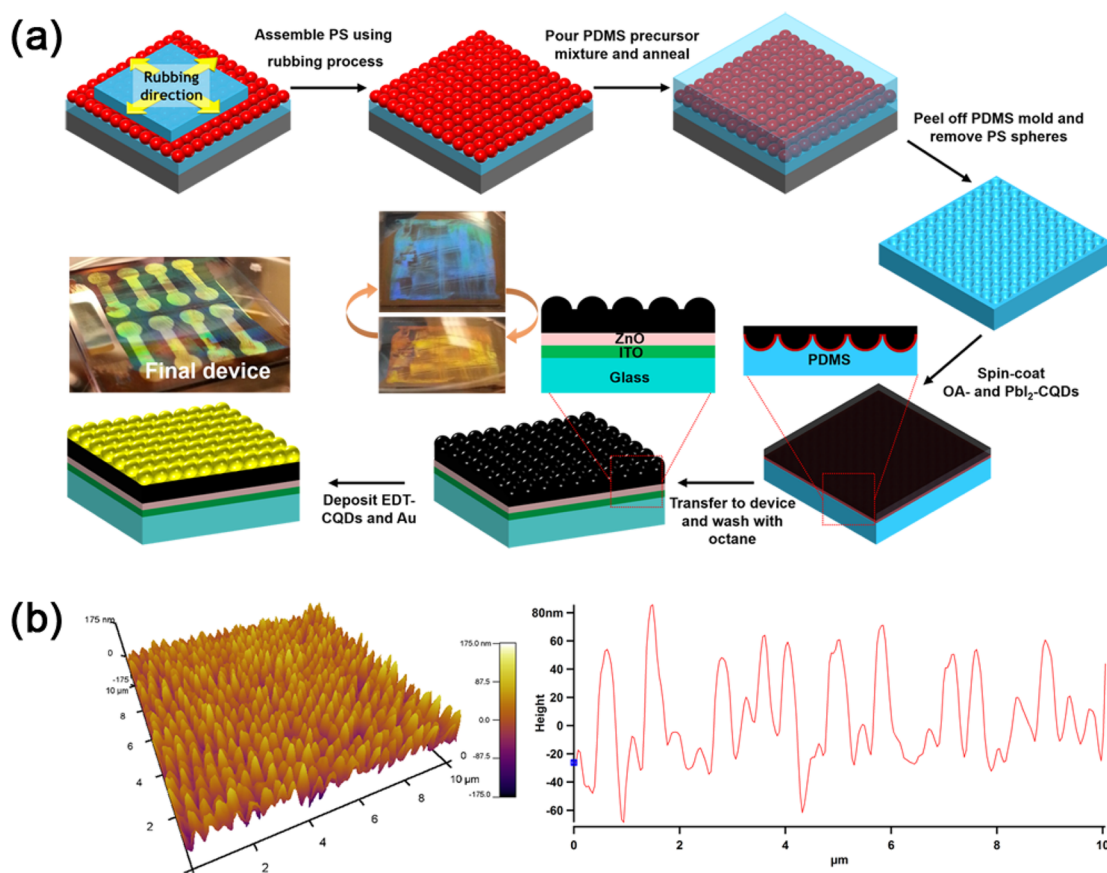 (a)
Assemble PS using
rubbing process
Pour PDMS precursor
mixture and anneal
Rubbing
direction
Peel off PDMS mold and
remove PS spheres
ZnO
ITO
Glass
PDMS
Final device
Spin-coat
OA- and PbI₂-CQDs
Deposit EDT-
CQDs and Au
Transfer to device
and wash with
octane
(b)
175 nm
0
-175
10 µm
8
6
4
2
2
4
6
8
10 µm
0
175.0 nm
87.5
0.0
-87.5
-175.0
80nm
60
40
20
0
-20
-40
-60
Height
0
2
4
6
8
10
µm